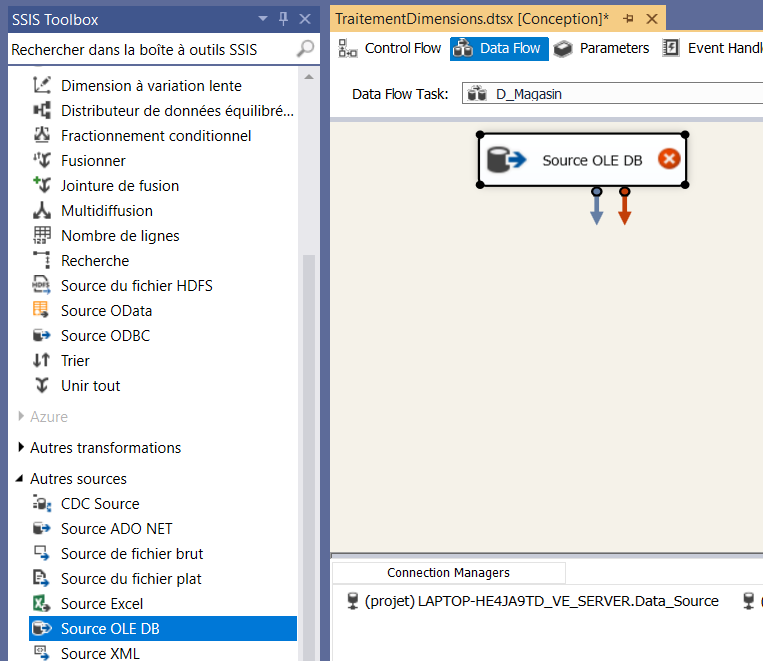 SSIS Toolbox
Rechercher dans la boîte à outils SSIS
Dimension à variation lente
Distributeur de données équilibré...
Fractionnement conditionnel
Fusionner
Jointure de fusion
Multidiffusion
Nombre de lignes
Recherche
Source du fichier HDFS
Source OData
Source ODBC
Trier
Unir tout
Azure
Autres transformations
Autres sources
CDC Source
Source ADO NET
Source de fichier brut
Source du fichier plat
Source Excel
Source OLE DB
Source XML
TraitementDimensions.dtsx [Conception]*
Control Flow Data Flow Parameters Event Handl
Data Flow Task: D_Magasin
Source OLE DB
Connection Managers
(projet) LAPTOP-HE4JA9TD_VE_SERVER.Data_Source (